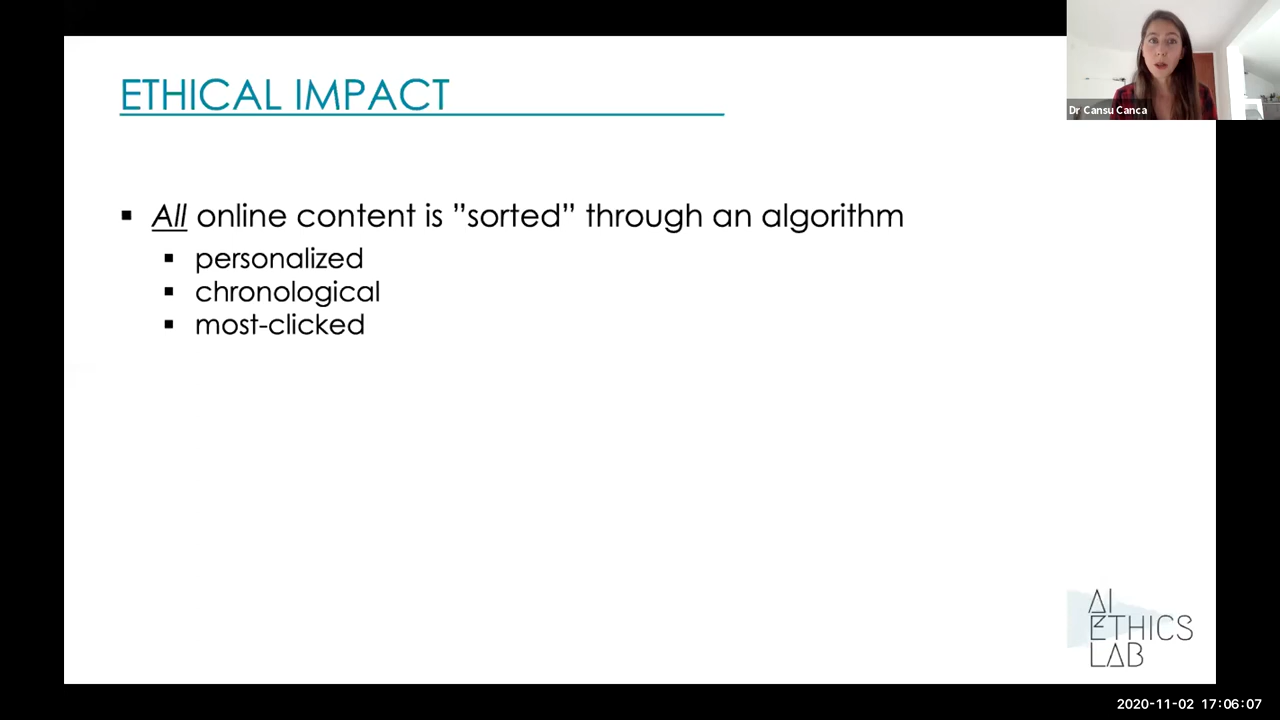 ETHICAL IMPACT
Dr Cansu Canca
▪ All online content is ”sorted” through an algorithm
▪ personalized
▪ chronological
▪ most-clicked
AI
ETHICS
LAB
2020-11-02 17:06:07